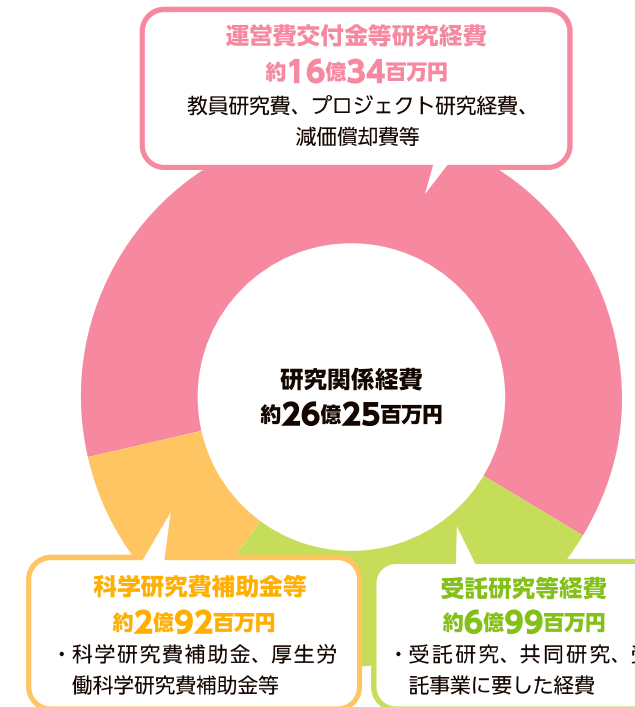 運営費交付金等研究経費
約16億34百万円
教員研究費、プロジェクト研究経費、
減価償却費等
研究関係経費
約26億25百万円
科学研究費補助金等
約2億92百万円
・科学研究費補助金、厚生労
働科学研究費補助金等
受託研究等経費
約6億99百万円
・受託研究、共同研究、
託事業に要した経費